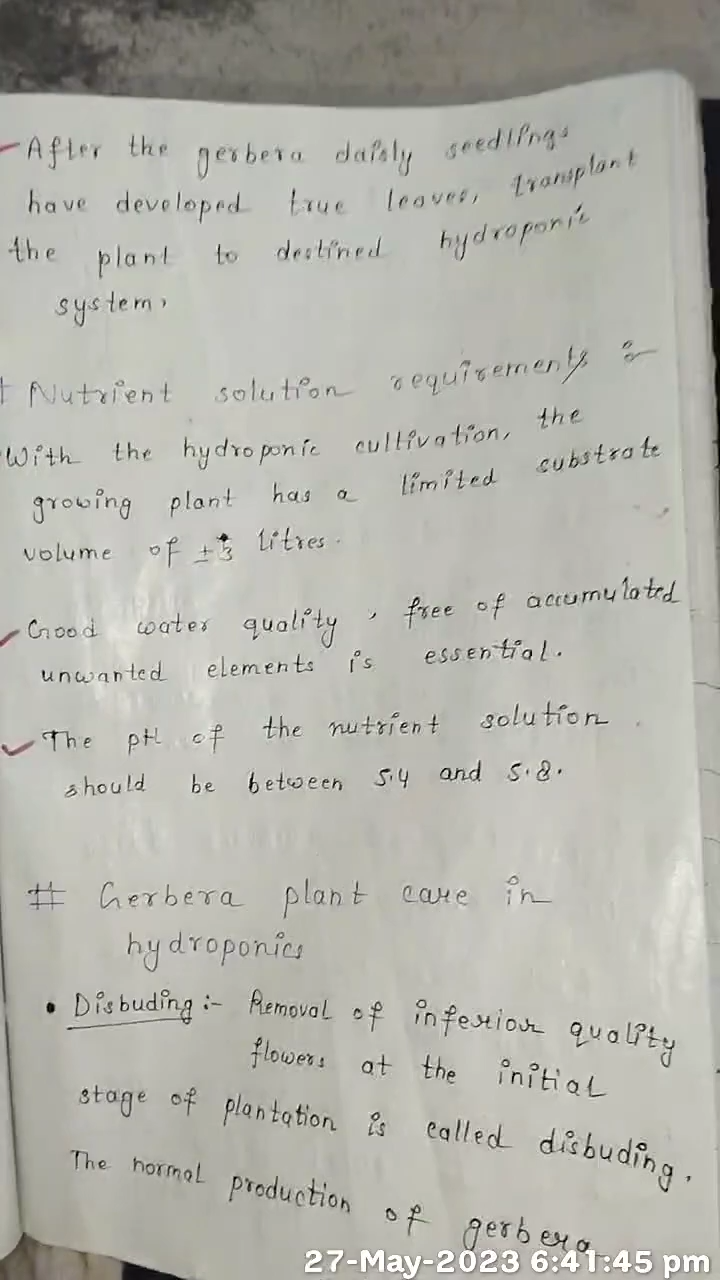 After the gerbera daisly seedlings
have developed true leaves, transplant
the plant to destined hydroponic
system,
Nutrient solution requirements :-
With the hydroponic cultivation, the
growing plant has a limited substrate
volume of ± litres.
Good water quality, free of accumulated
unwanted elements is essential.
The pH of the nutrient solution
should be between 5.4 and 5.8.
# Gerbera plant care in
hydroponics
• Disbuding :- Removal of inferior quality
flowers at the initial
stage of plantation is called disbuding.
The normal production of gerbera
27-May-2023 6:41:45 pm